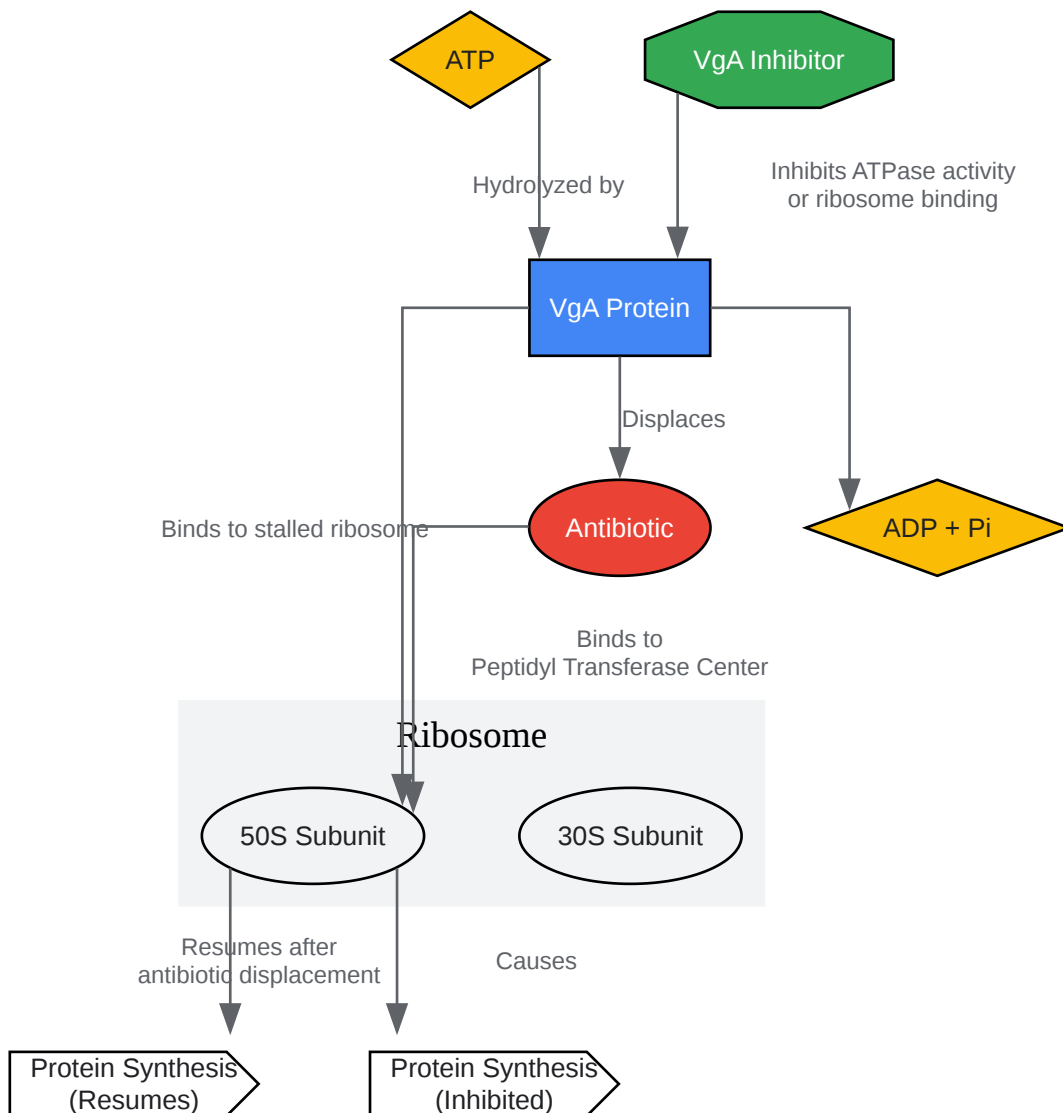 ATP
VgA Inhibitor
Hydrolyzed by
Inhibits ATPase activity
or ribosome binding
VgA Protein
Displaces
Binds to stalled ribosome
Antibiotic
ADP + Pi
Binds to
Peptidyl Transferase Center
Ribosome
50S Subunit
30S Subunit
Resumes after
antibiotic displacement
Causes
Protein Synthesis
(Resumes)
Protein Synthesis
(Inhibited)